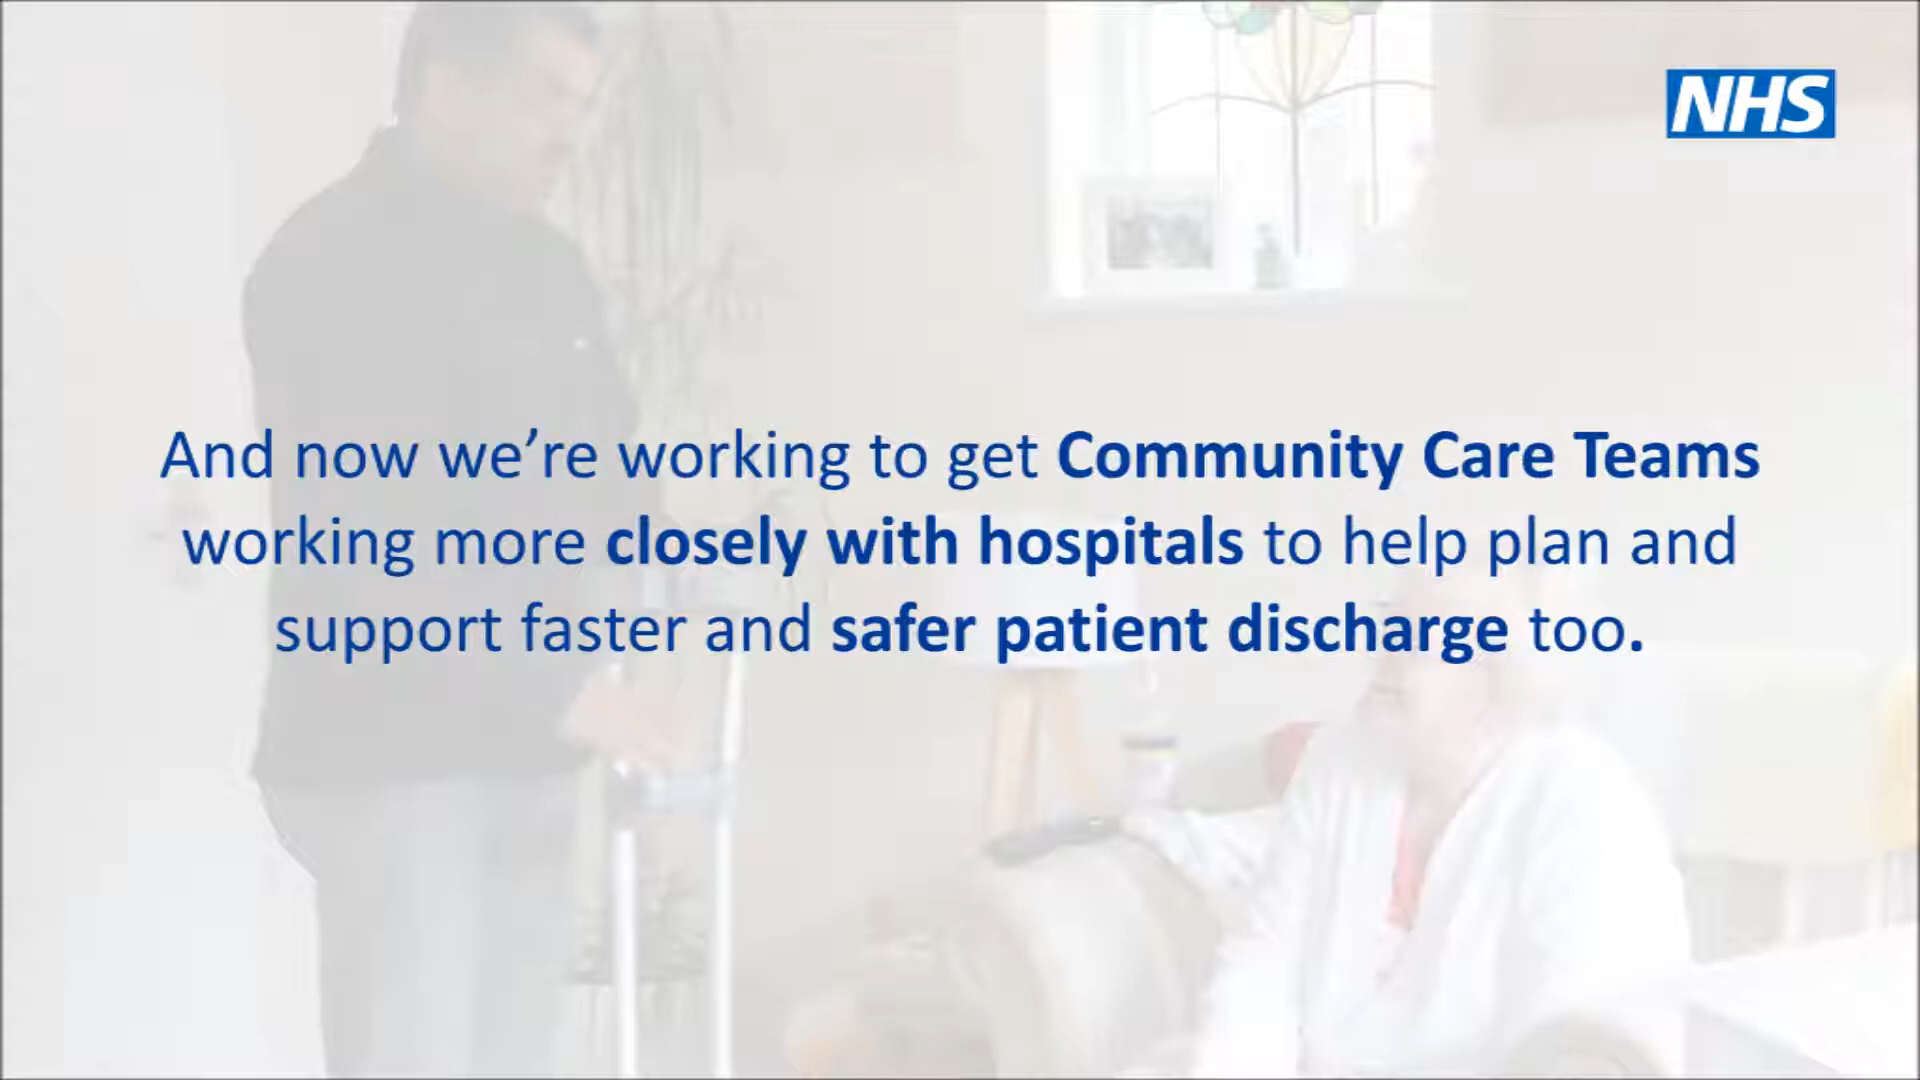 NHS
And now we’re working to get Community Care Teams
working more closely with hospitals to help plan and
support faster and safer patient discharge too.